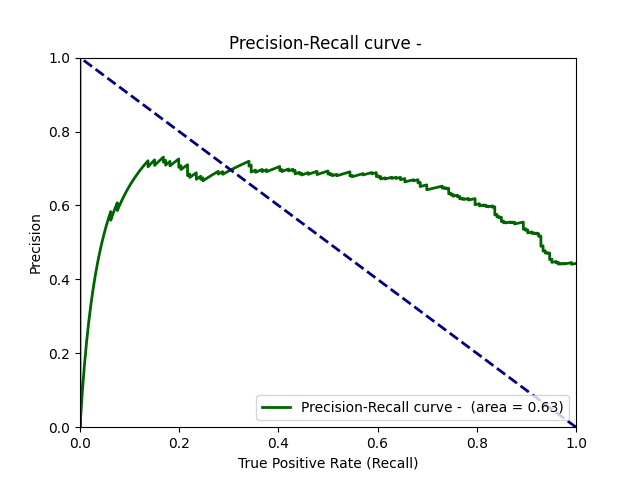 Precision-Recall curve -
1.0
0.8
0.6
0.4
0.2
0.0
Precision
Precision-Recall curve -  (area = 0.63)
0.0 0.2 0.4 0.6 0.8 1.0
True Positive Rate (Recall)